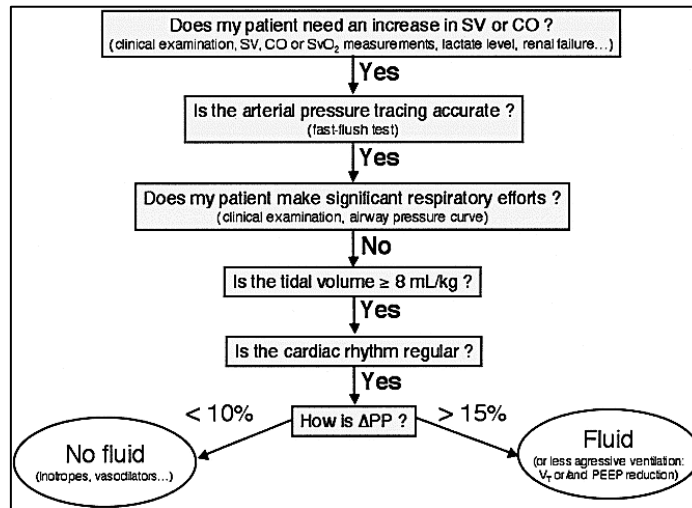 Does my patient need an increase in SV or CO ?
(clinical examination, SV, CO or SvO₂ measurements, lactate level, renal failure...)
Yes
Is the arterial pressure tracing accurate ?
(fast-flush test)
Yes
Does my patient make significant respiratory efforts ?
(clinical examination, airway pressure curve)
No
Is the tidal volume ≥ 8 mL/kg ?
Yes
Is the cardiac rhythm regular ?
Yes
< 10%
How is ΔPP ?
> 15%
No fluid
(inotropes, vasodilators...)
Fluid
(or less agressive ventilation:
V_T or/and PEEP reduction)